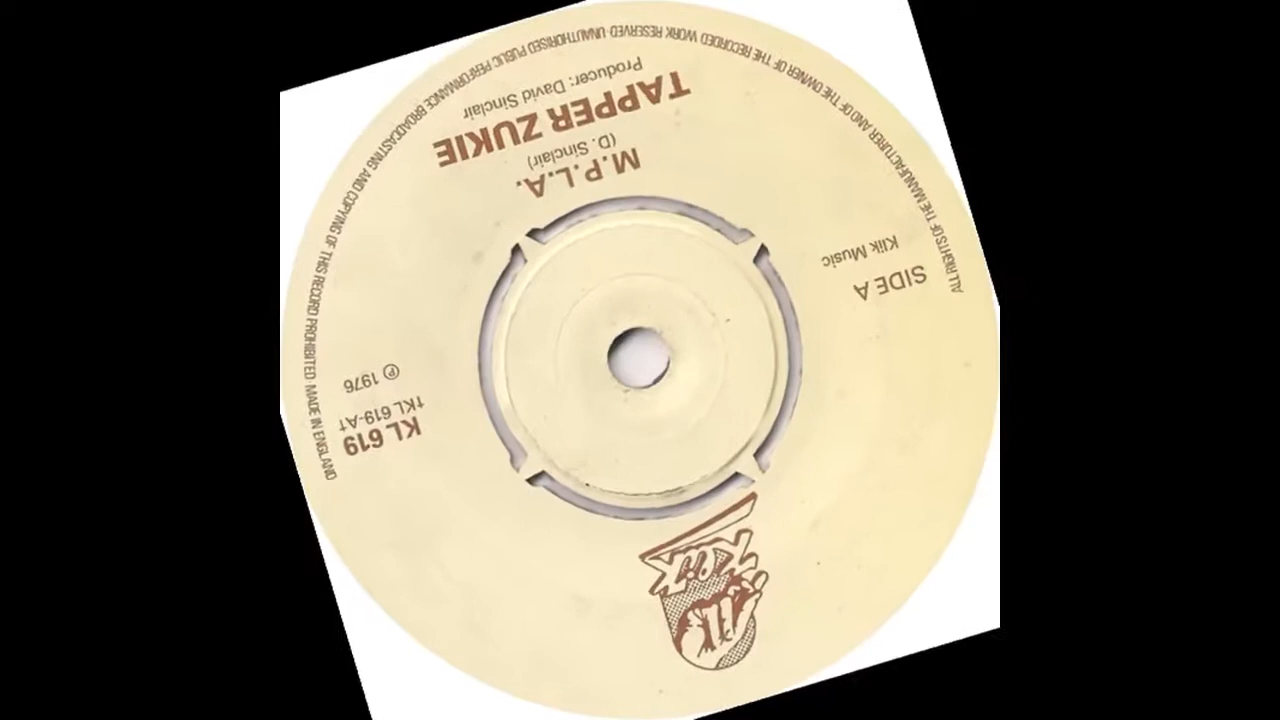 Klik
SIDE A
Klik Music
KL 619
†KL 619-A†
℗ 1976
M.P.L.A.
(D. Sinclair)
TAPPER ZUKIE
Producer: David Sinclair
ALL RIGHTS OF THE MANUFACTURER AND OF THE OWNER OF THE RECORDED WORK RESERVED·UNAUTHORISED PUBLIC PERFORMANCE BROADCASTING AND COPYING OF THIS RECORD PROHIBITED·MADE IN ENGLAND